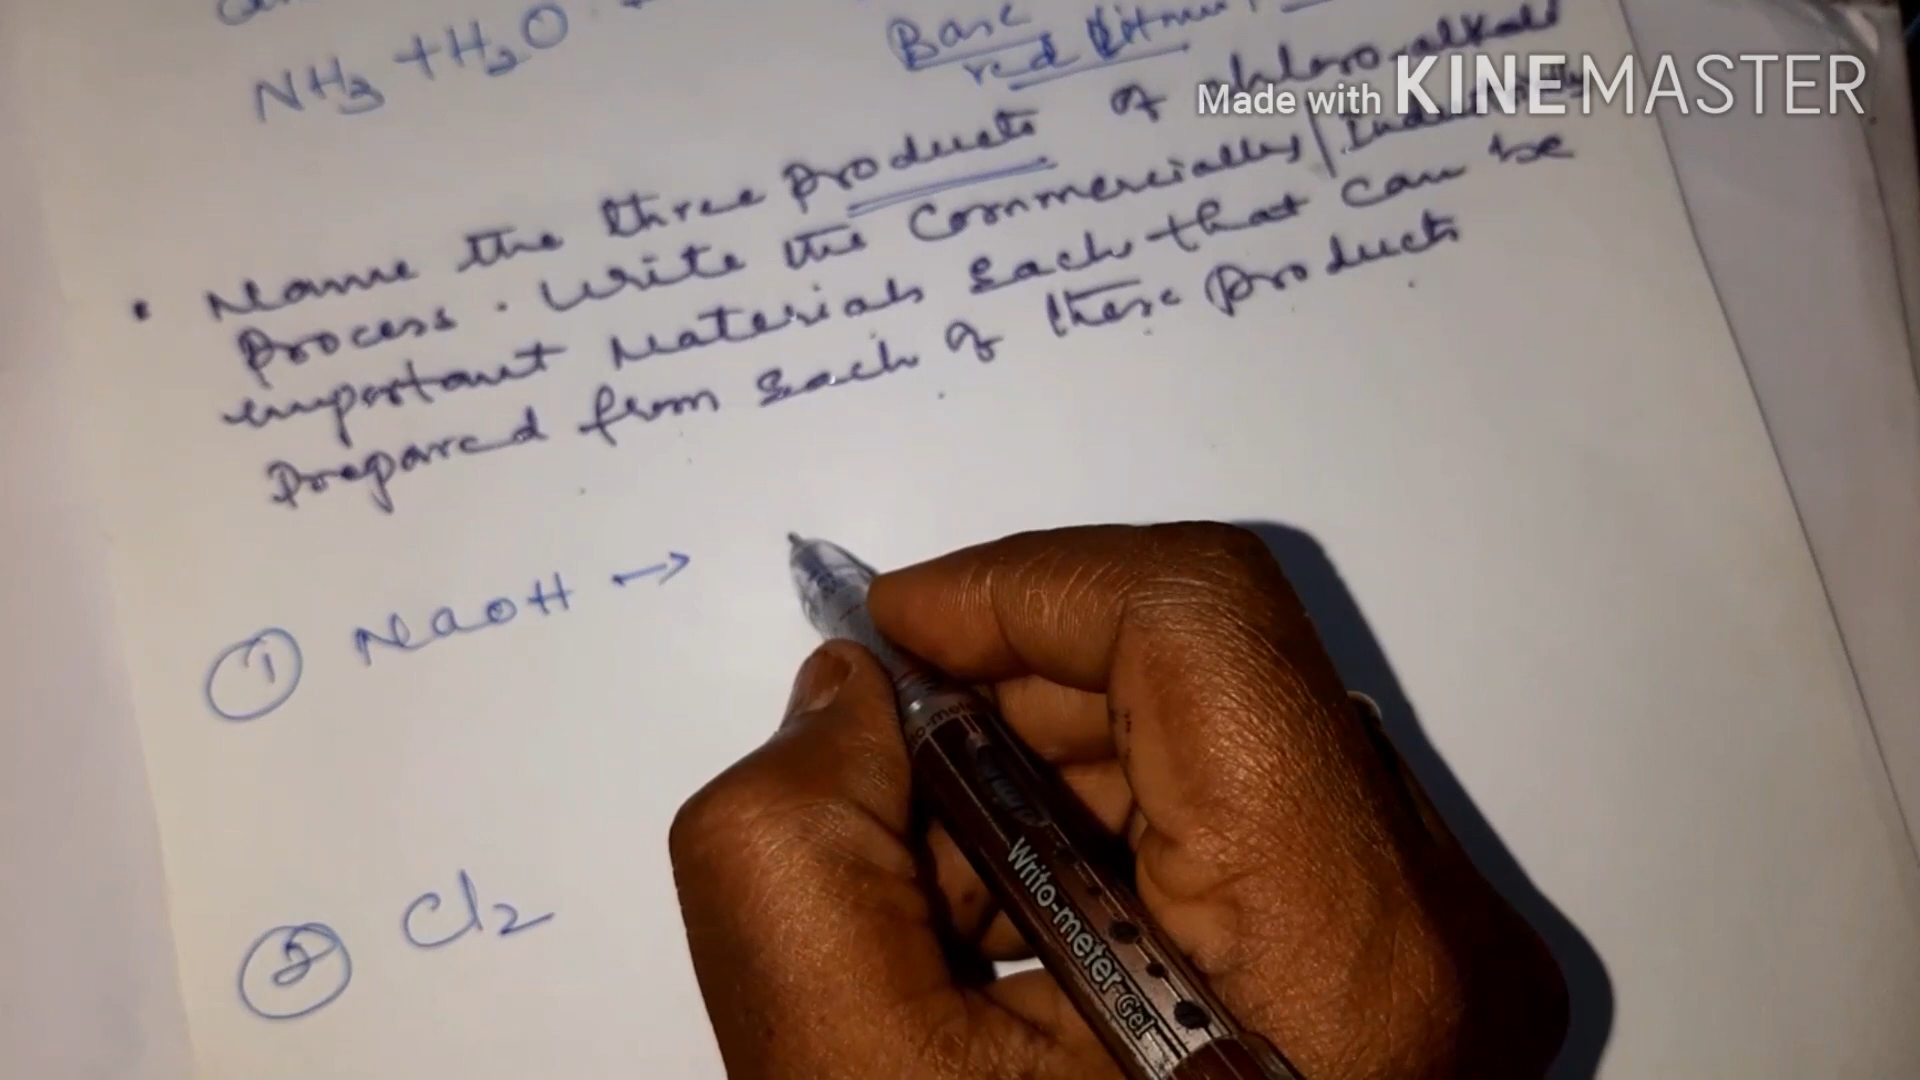 NH3 + H2O
Base
red litmus
• Name the three products of chloro-alkali
process. Write the commercially/Industrially
important materials each that can be
prepared from each of these products
① NaOH →
② Cl2
Made with KINEMASTER
Writo-meter Gel